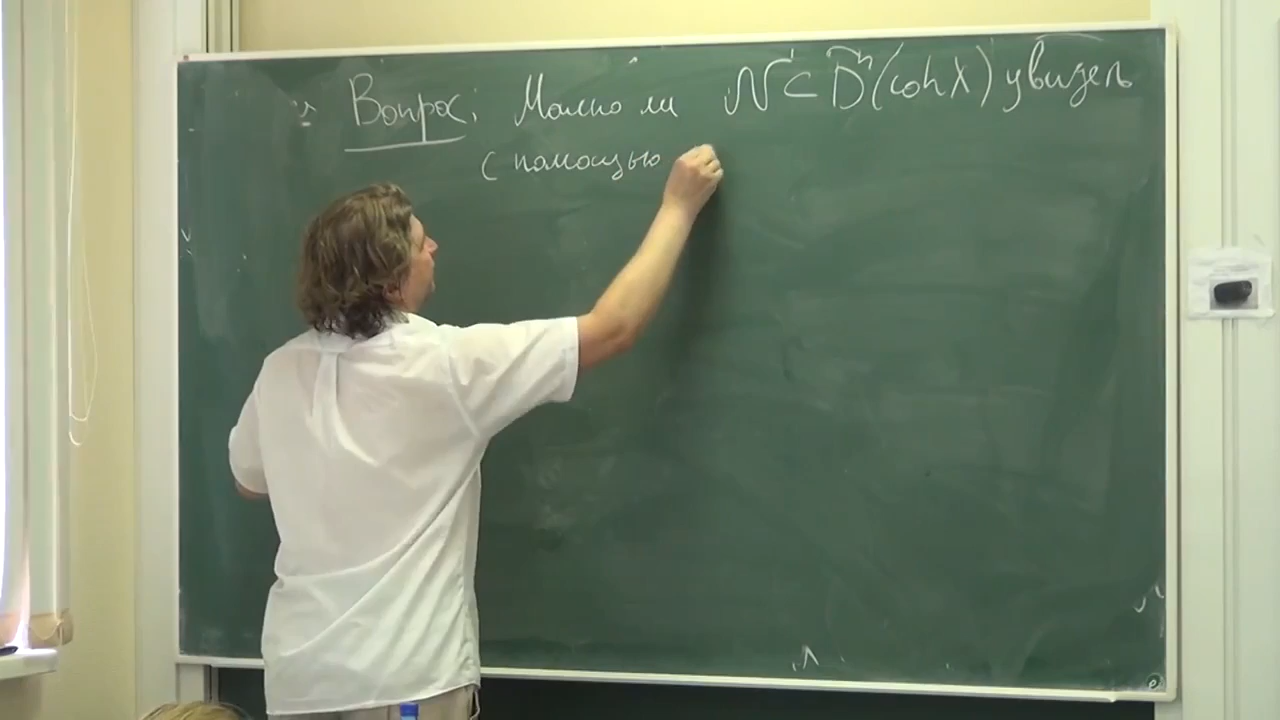 Вопрос: Можно ли N ⊂ D^b(coh X) увидеть
с помощью